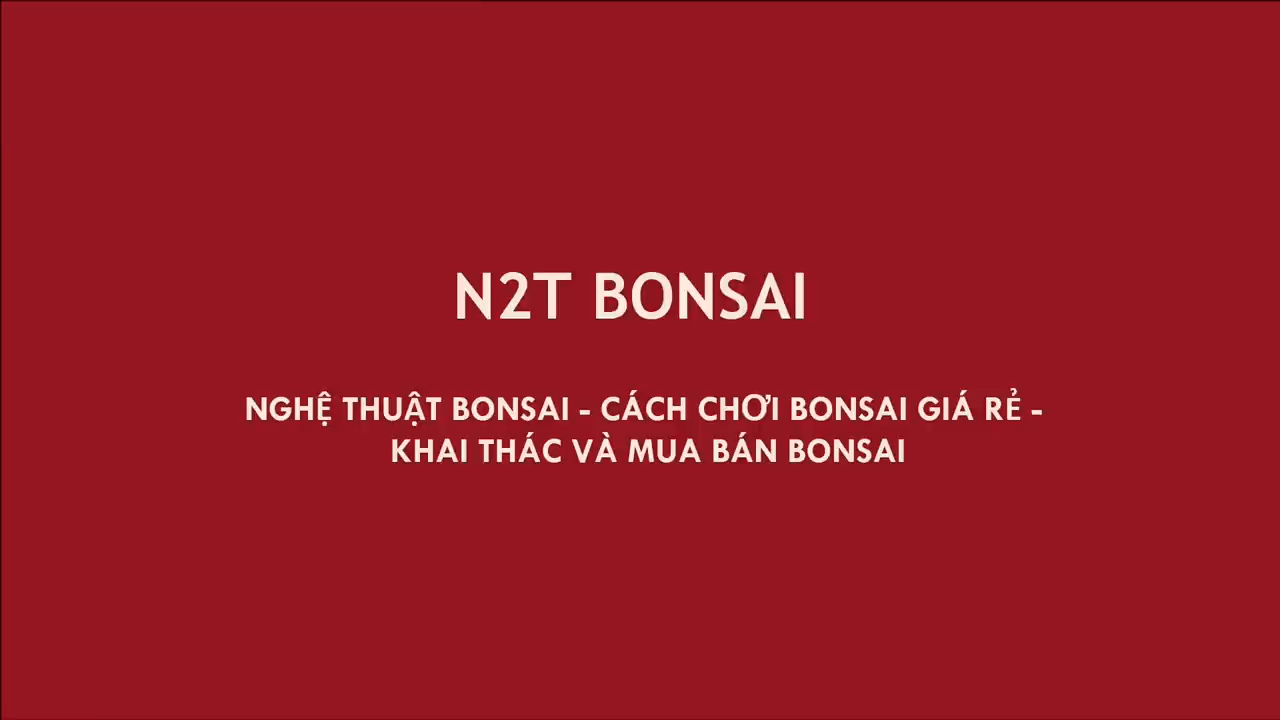 N2T BONSAI
NGHỆ THUẬT BONSAI - CÁCH CHƠI BONSAI GIÁ RẺ -
KHAI THÁC VÀ MUA BÁN BONSAI